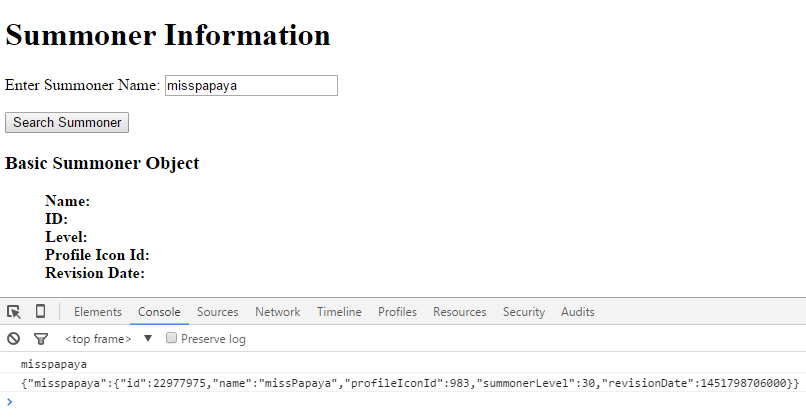 Summoner Information
Enter Summoner Name: misspapaya
Search Summoner
Basic Summoner Object
Name:
ID:
Level:
Profile Icon Id:
Revision Date:
Elements Console Sources Network Timeline Profiles Resources Security Audits
<top frame> ▼ Preserve log
misspapaya
{"misspapaya":{"id":22977975,"name":"missPapaya","profileIconId":983,"summonerLevel":30,"revisionDate":1451798706000}}
>